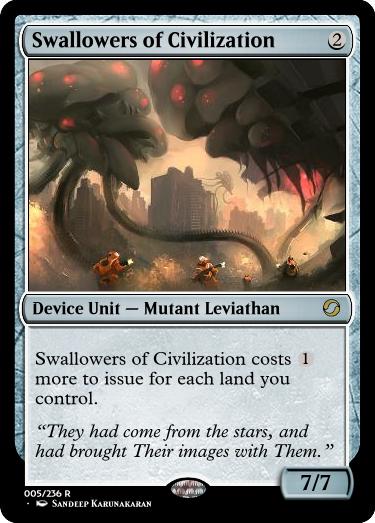 Swallowers of Civilization 2
Device Unit — Mutant Leviathan
Swallowers of Civilization costs 1
more to issue for each land you
control.
“They had come from the stars, and
had brought Their images with Them.”
7/7
005/236 R
· Sandeep Karunakaran